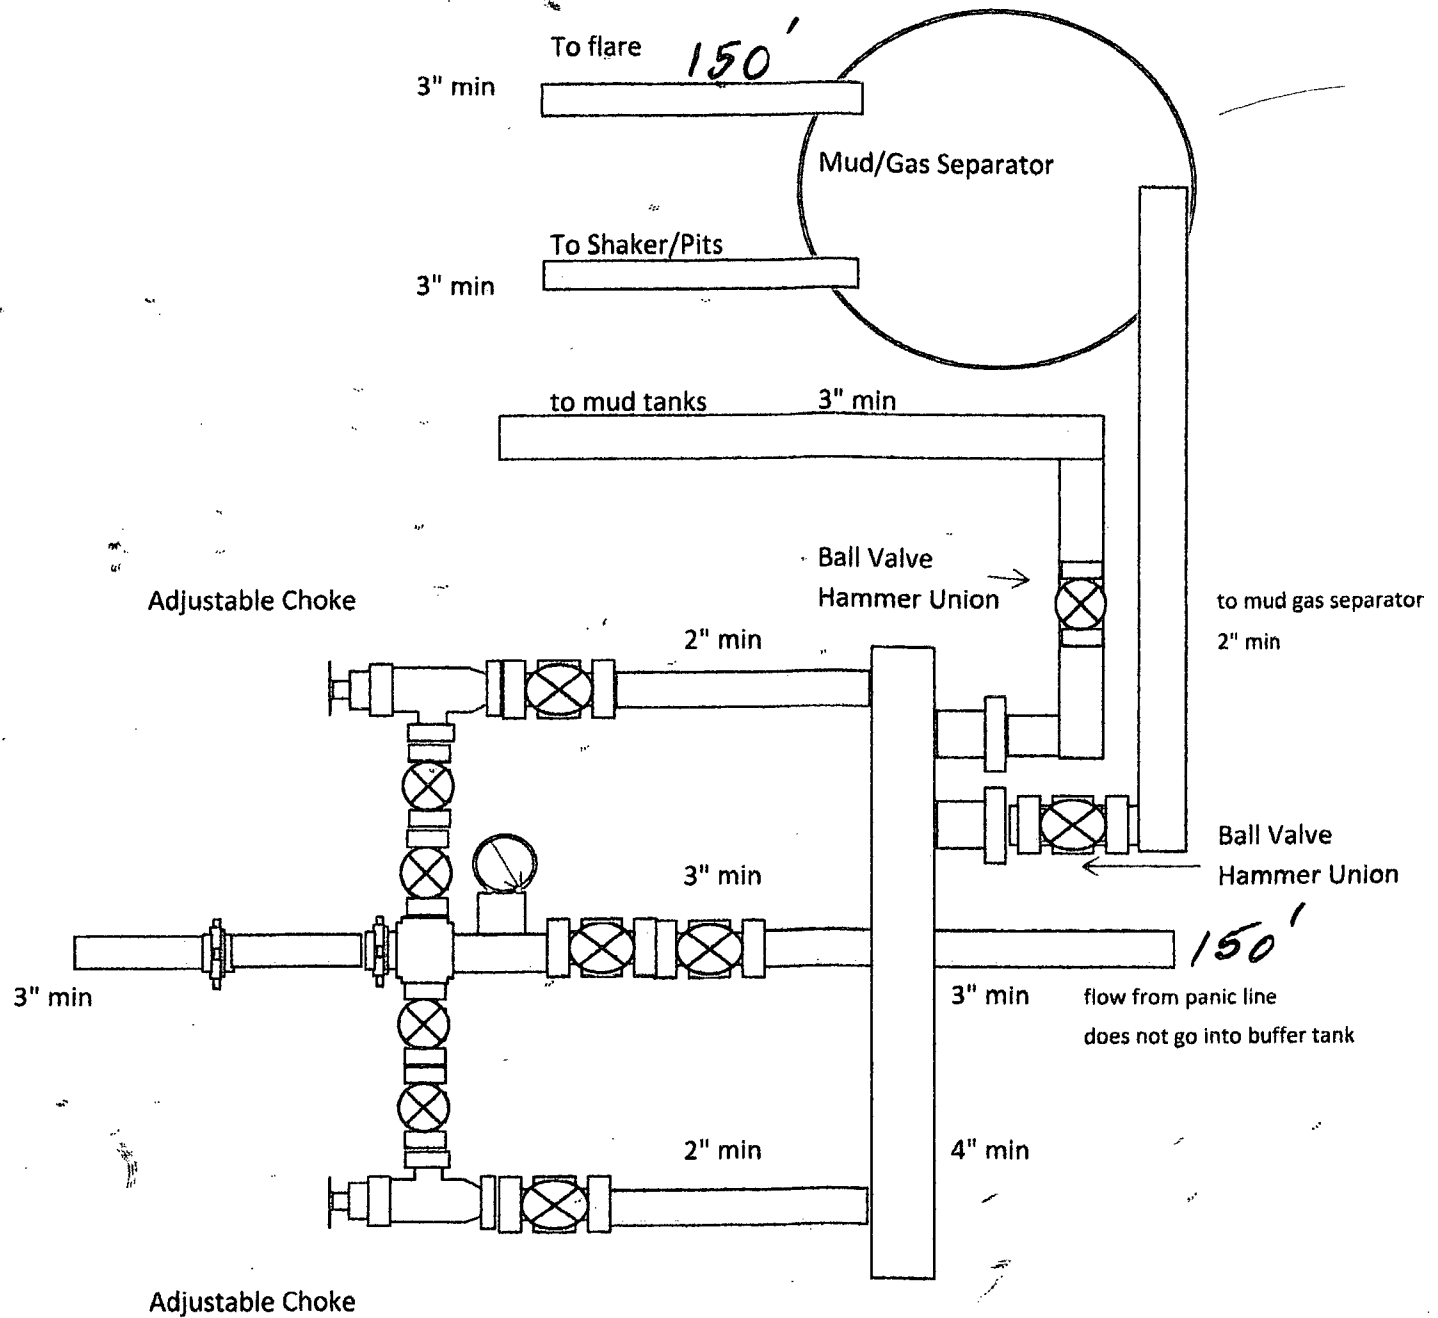 To flare
150'
3" min
Mud/Gas Separator
To Shaker/Pits
3" min
to mud tanks
3" min
Ball Valve
Hammer Union
Adjustable Choke
to mud gas separator
2" min
2" min
Ball Valve
Hammer Union
3" min
150'
3" min
3" min
flow from panic line
does not go into buffer tank
2" min
4" min
Adjustable Choke